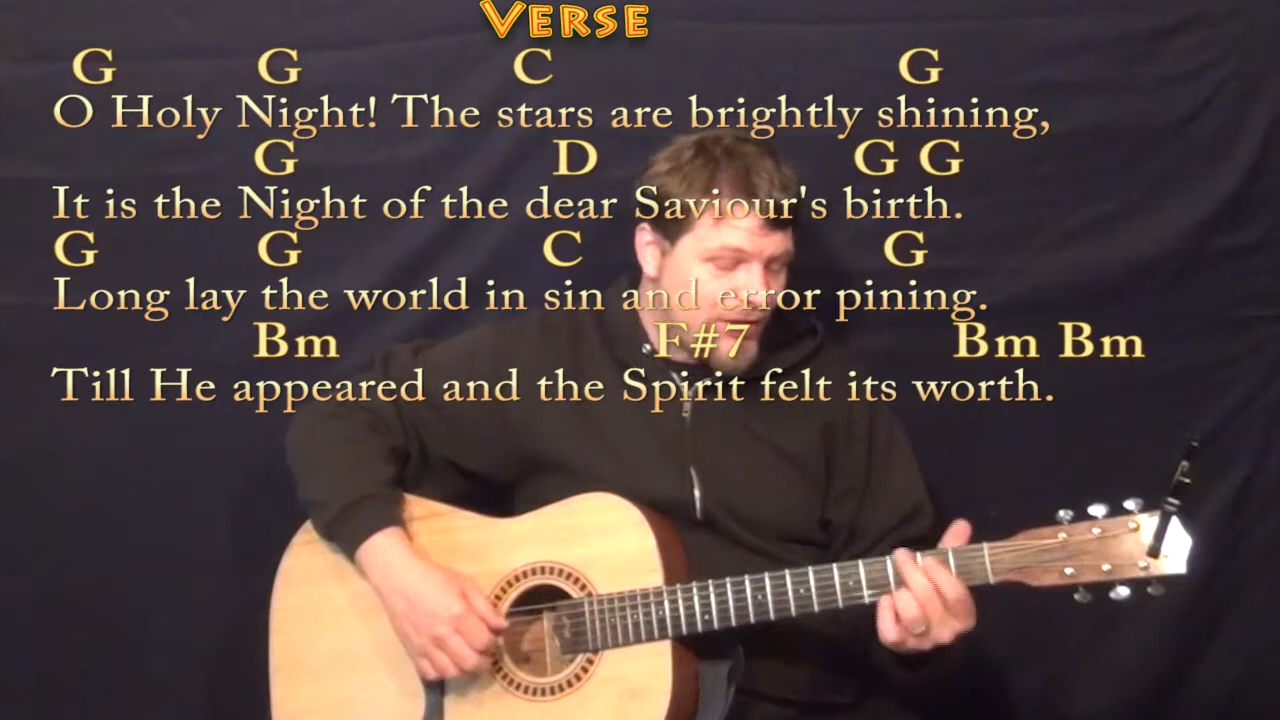 VERSE
G G C G
O Holy Night! The stars are brightly shining,
G D G G
It is the Night of the dear Saviour's birth.
G G C G
Long lay the world in sin and error pining.
Bm F#7 Bm Bm
Till He appeared and the Spirit felt its worth.